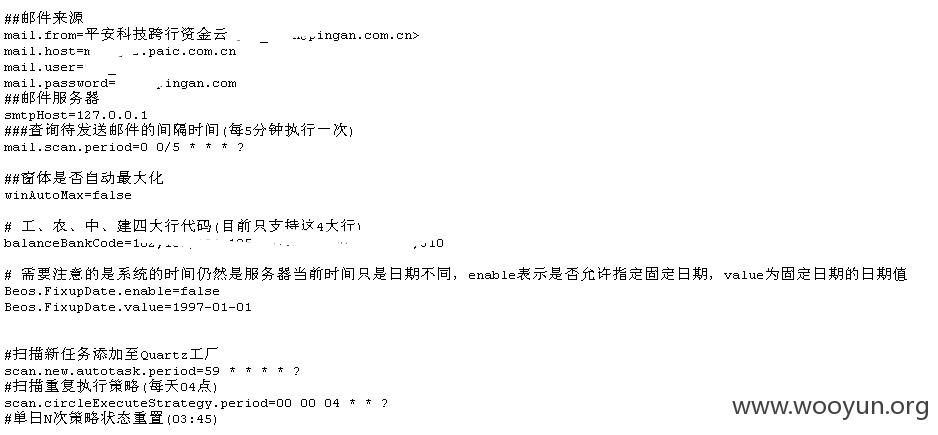 ##邮件来源
mail.from=平安科技跨行资金云 pingan.com.cn>
mail.host=m .paic.com.cn
mail.user=
mail.password= ingan.com
##邮件服务器
smtpHost=127.0.0.1
###查询待发送邮件的间隔时间(每5分钟执行一次)
mail.scan.period=0 0/5 * * * ?
##窗体是否自动最大化
winAutoMax=false
# 工、农、中、建四大行代码(目前只支持这4大行)
balanceBankCode=
# 需要注意的是系统的时间仍然是服务器当前时间只是日期不同，enable表示是否允许指定固定日期，value为固定日期的日期值
Beos.FixupDate.enable=false
Beos.FixupDate.value=1997-01-01
#扫描新任务添加至Quartz工厂
scan.new.autotask.period=59 * * * * ?
#扫描重复执行策略(每天04点)
scan.circleExecuteStrategy.period=00 00 04 * * ?
#单日N次策略状态重置(03:45)
www.wooyun.org